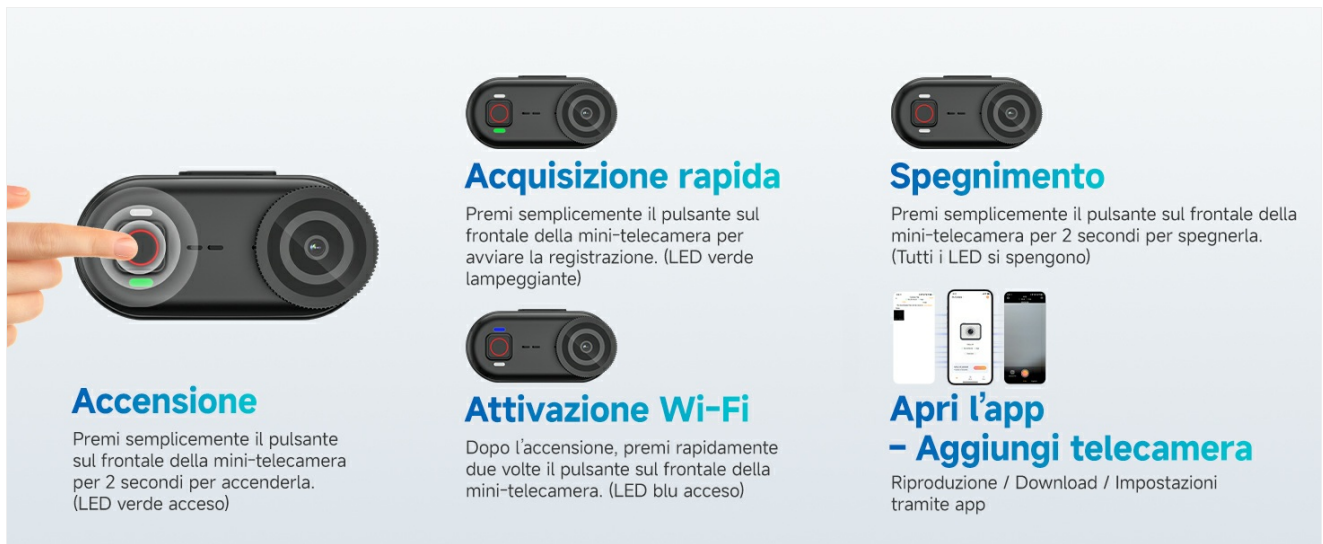 Accensione
Premi semplicemente il pulsante
sul frontale della mini-telecamera
per 2 secondi per accenderla.
(LED verde acceso)
Acquisizione rapida
Premi semplicemente il pulsante sul
frontale della mini-telecamera per
avviare la registrazione. (LED verde
lampeggiante)
Attivazione Wi-Fi
Dopo l'accensione, premi rapidamente
due volte il pulsante sul frontale della
mini-telecamera. (LED blu acceso)
Spegnimento
Premi semplicemente il pulsante sul frontale della
mini-telecamera per 2 secondi per spegnerla.
(Tutti i LED si spengono)
Apri l'app
– Aggiungi telecamera
Riproduzione / Download / Impostazioni
tramite app